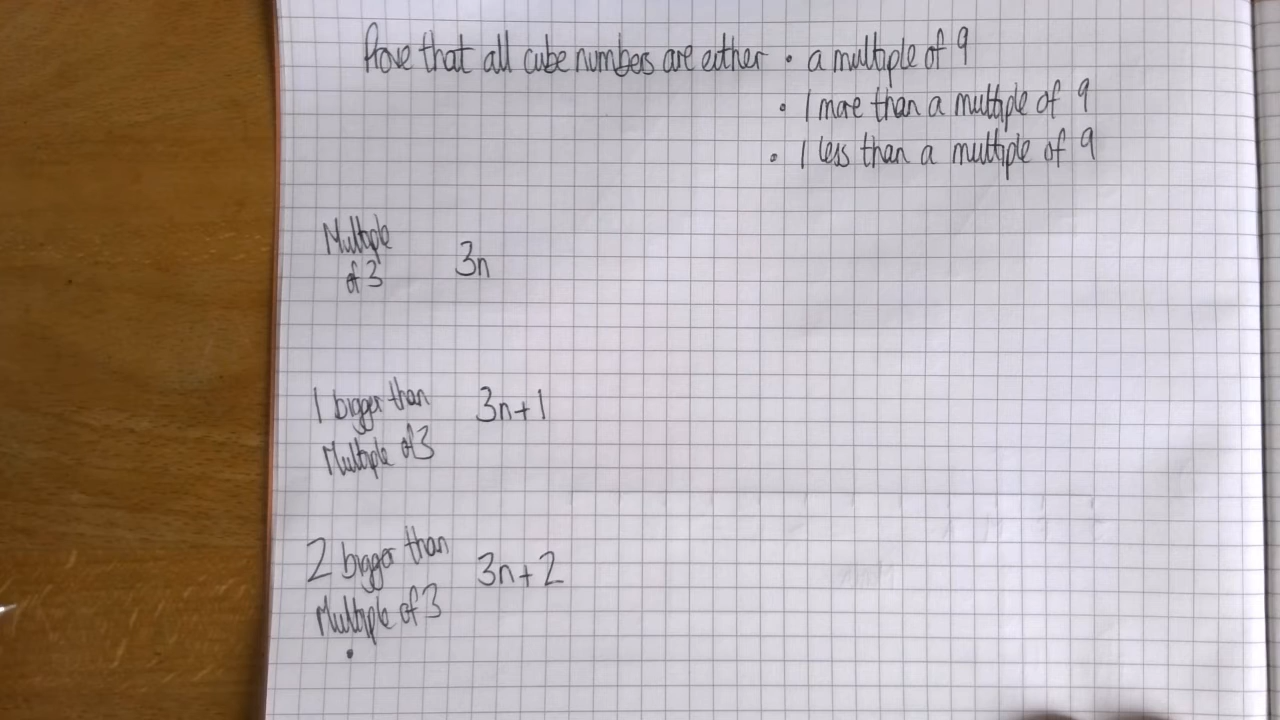 Prove that all cube numbers are either • a multiple of 9
• 1 more than a multiple of 9
• 1 less than a multiple of 9
Multiple
of 3
3n
1 bigger than
Multiple of 3
3n+1
2 bigger than
Multiple of 3
3n+2